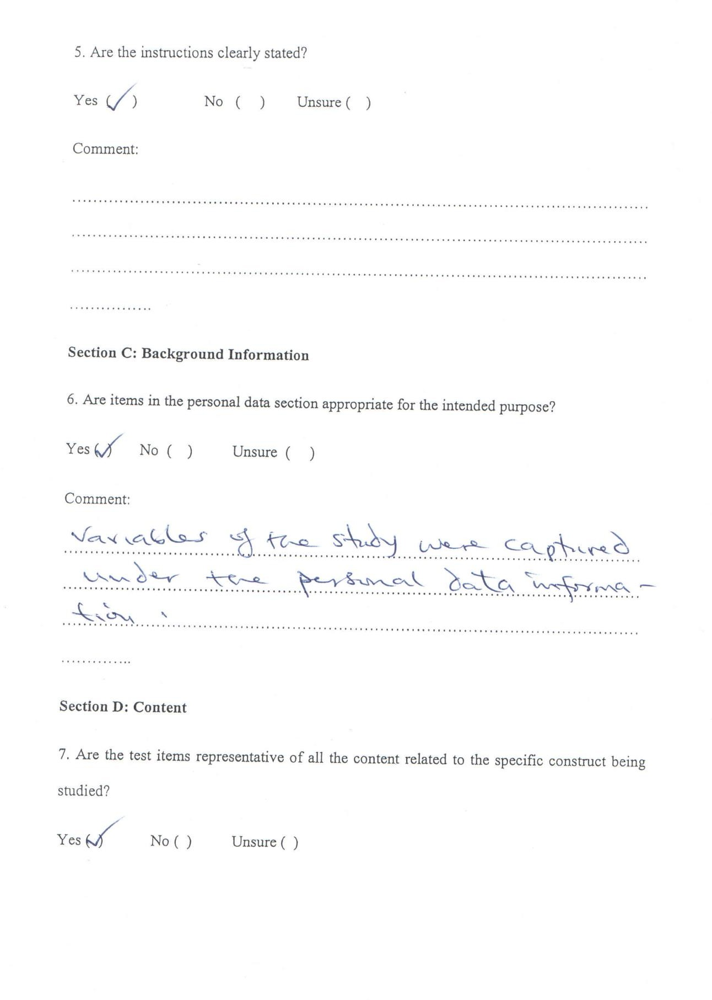 5. Are the instructions clearly stated?
Yes (✓) No ( ) Unsure ( )
Comment:
................................................................................
................................................................................
................................................................................
................
Section C: Background Information
6. Are items in the personal data section appropriate for the intended purpose?
Yes (✓) No ( ) Unsure ( )
Comment:
Variables of the study were captured
under the personal data informa-
tion.
..............
Section D: Content
7. Are the test items representative of all the content related to the specific construct being
studied?
Yes (✓) No ( ) Unsure ( )